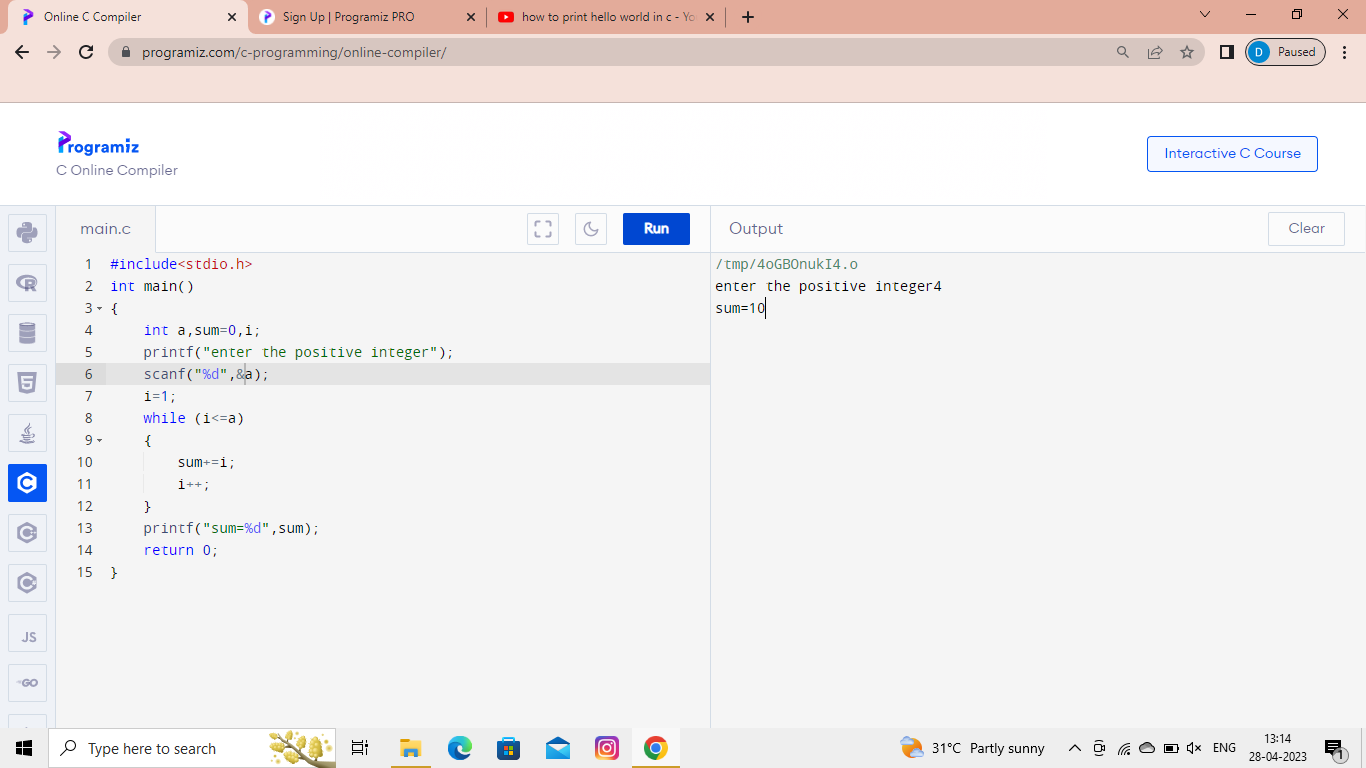 Online C Compiler
Sign Up | Programiz PRO
how to print hello world in c - Yo
programiz.com/c-programming/online-compiler/
D Paused
Programiz
C Online Compiler
Interactive C Course
main.c
Run
Output
Clear
1 #include<stdio.h>
2 int main()
3 {
4 int a,sum=0,i;
5 printf("enter the positive integer");
6 scanf("%d",&a);
7 i=1;
8 while (i<=a)
9 {
10 sum+=i;
11 i++;
12 }
13 printf("sum=%d",sum);
14 return 0;
15 }
/tmp/4oGBOnukI4.o
enter the positive integer4
sum=10
JS
GO
Type here to search
31°C Partly sunny
ENG
13:14
28-04-2023
1